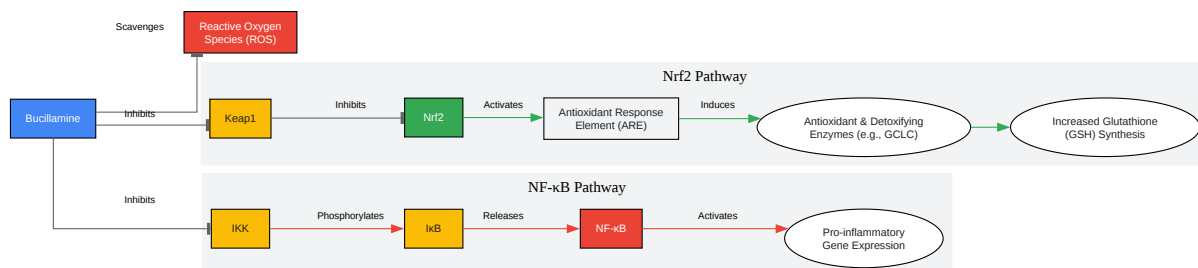 Scavenges
Reactive Oxygen
Species (ROS)
Nrf2 Pathway
Bucillamine
Inhibits
Keap1
Inhibits
Nrf2
Activates
Antioxidant Response
Element (ARE)
Induces
Antioxidant & Detoxifying
Enzymes (e.g., GCLC)
Increased Glutathione
(GSH) Synthesis
NF-κB Pathway
Inhibits
IKK
Phosphorylates
IκB
Releases
NF-κB
Activates
Pro-inflammatory
Gene Expression